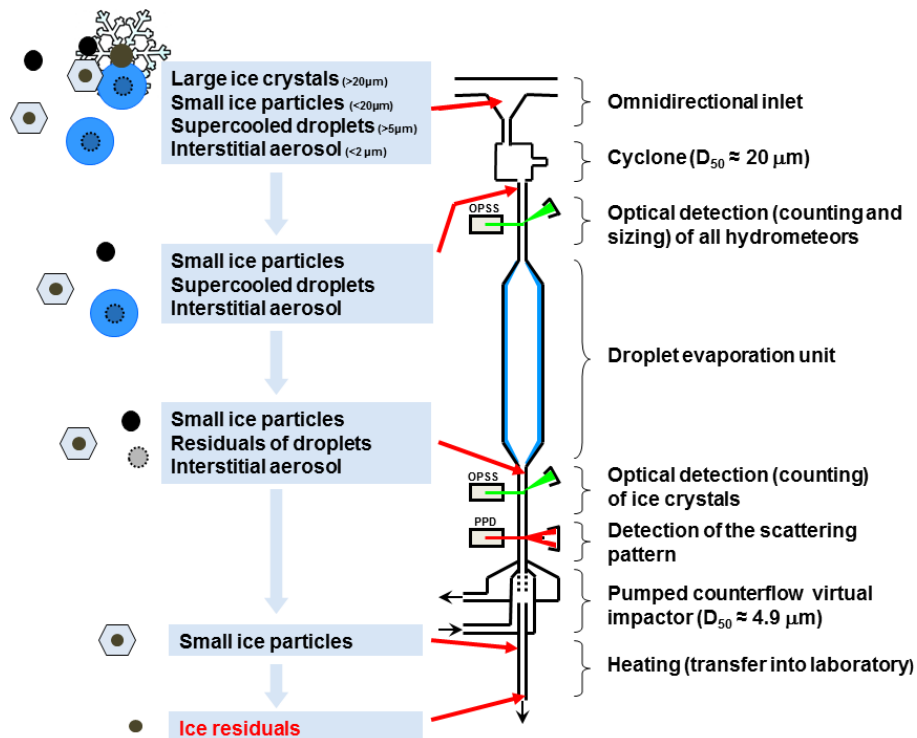 Large ice crystals (>20µm)
Small ice particles (<20µm)
Supercooled droplets (>5µm)
Interstitial aerosol (<2 µm)
Omnidirectional inlet
Cyclone (D50 ≈ 20 µm)
OPSS
Optical detection (counting and
sizing) of all hydrometeors
Small ice particles
Supercooled droplets
Interstitial aerosol
Droplet evaporation unit
Small ice particles
Residuals of droplets
Interstitial aerosol
OPSS
Optical detection (counting)
of ice crystals
PPD
Detection of the scattering
pattern
Pumped counterflow virtual
impactor (D50 ≈ 4.9 µm)
Small ice particles
Heating (transfer into laboratory)
Ice residuals